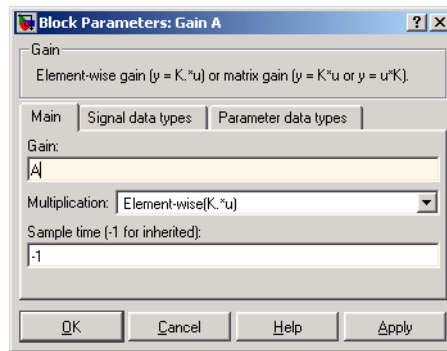 Block Parameters: Gain A
Gain
Element-wise gain (y = K.*u) or matrix gain (y = K*u or y = u*K).
Main Signal data types Parameter data types
Gain:
A
Multiplication: Element-wise(K.*u)
Sample time (-1 for inherited):
-1
OK Cancel Help Apply